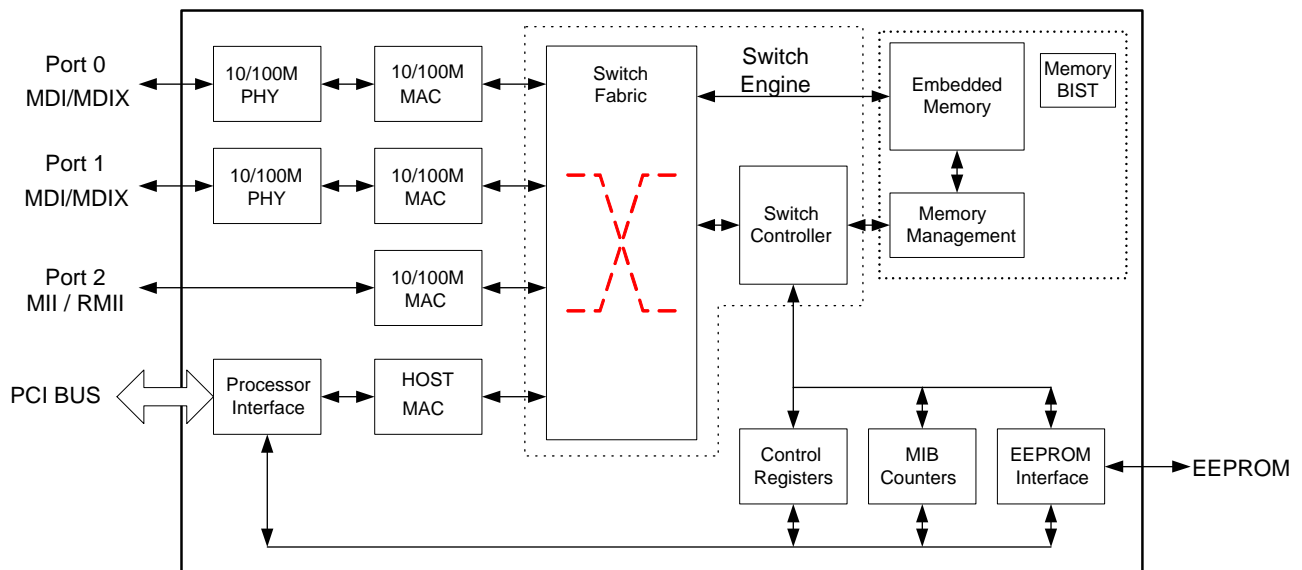 Port 0
MDI/MDIX
10/100M
PHY
10/100M
MAC
Switch
Fabric
Switch
Engine
Embedded
Memory
Memory
BIST
Port 1
MDI/MDIX
10/100M
PHY
10/100M
MAC
Switch
Controller
Memory
Management
Port 2
MII / RMII
10/100M
MAC
PCI BUS
Processor
Interface
HOST
MAC
Control
Registers
MIB
Counters
EEPROM
Interface
EEPROM